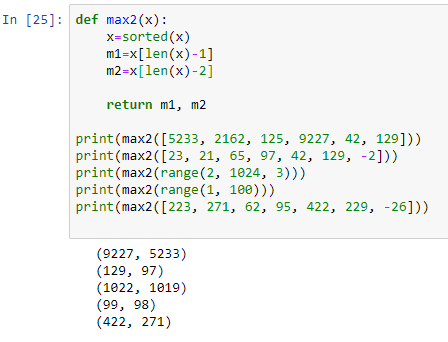 In [25]: def max2(x):
    x=sorted(x)
    m1=x[len(x)-1]
    m2=x[len(x)-2]
    return m1, m2
print(max2([5233, 2162, 125, 9227, 42, 129]))
print(max2([23, 21, 65, 97, 42, 129, -2]))
print(max2(range(2, 1024, 3)))
print(max2(range(1, 100)))
print(max2([223, 271, 62, 95, 422, 229, -26]))
(9227, 5233)
(129, 97)
(1022, 1019)
(99, 98)
(422, 271)